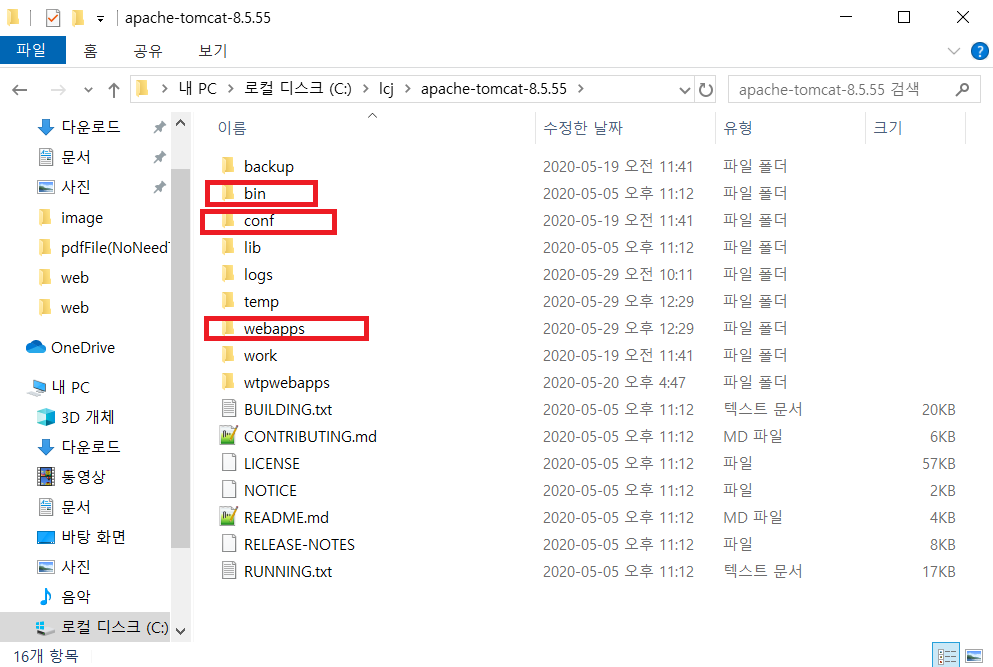 apache-tomcat-8.5.55
파일 홈 공유 보기
내 PC 로컬 디스크 (C:) lcj apache-tomcat-8.5.55 apache-tomcat-8.5.55 검색
다운로드
문서
사진
image
pdfFile(NoNeed
web
web
OneDrive
내 PC
3D 개체
다운로드
동영상
문서
바탕 화면
사진
음악
로컬 디스크 (C:)
이름 수정한 날짜 유형 크기
backup 2020-05-19 오전 11:41 파일 폴더
bin 2020-05-05 오후 11:12 파일 폴더
conf 2020-05-19 오전 11:41 파일 폴더
lib 2020-05-05 오후 11:12 파일 폴더
logs 2020-05-29 오전 10:11 파일 폴더
temp 2020-05-29 오후 12:29 파일 폴더
webapps 2020-05-29 오후 12:29 파일 폴더
work 2020-05-19 오전 11:41 파일 폴더
wtpwebapps 2020-05-20 오후 4:47 파일 폴더
BUILDING.txt 2020-05-05 오후 11:12 텍스트 문서 20KB
CONTRIBUTING.md 2020-05-05 오후 11:12 MD 파일 6KB
LICENSE 2020-05-05 오후 11:12 파일 57KB
NOTICE 2020-05-05 오후 11:12 파일 2KB
README.md 2020-05-05 오후 11:12 MD 파일 4KB
RELEASE-NOTES 2020-05-05 오후 11:12 파일 8KB
RUNNING.txt 2020-05-05 오후 11:12 텍스트 문서 17KB
16개 항목